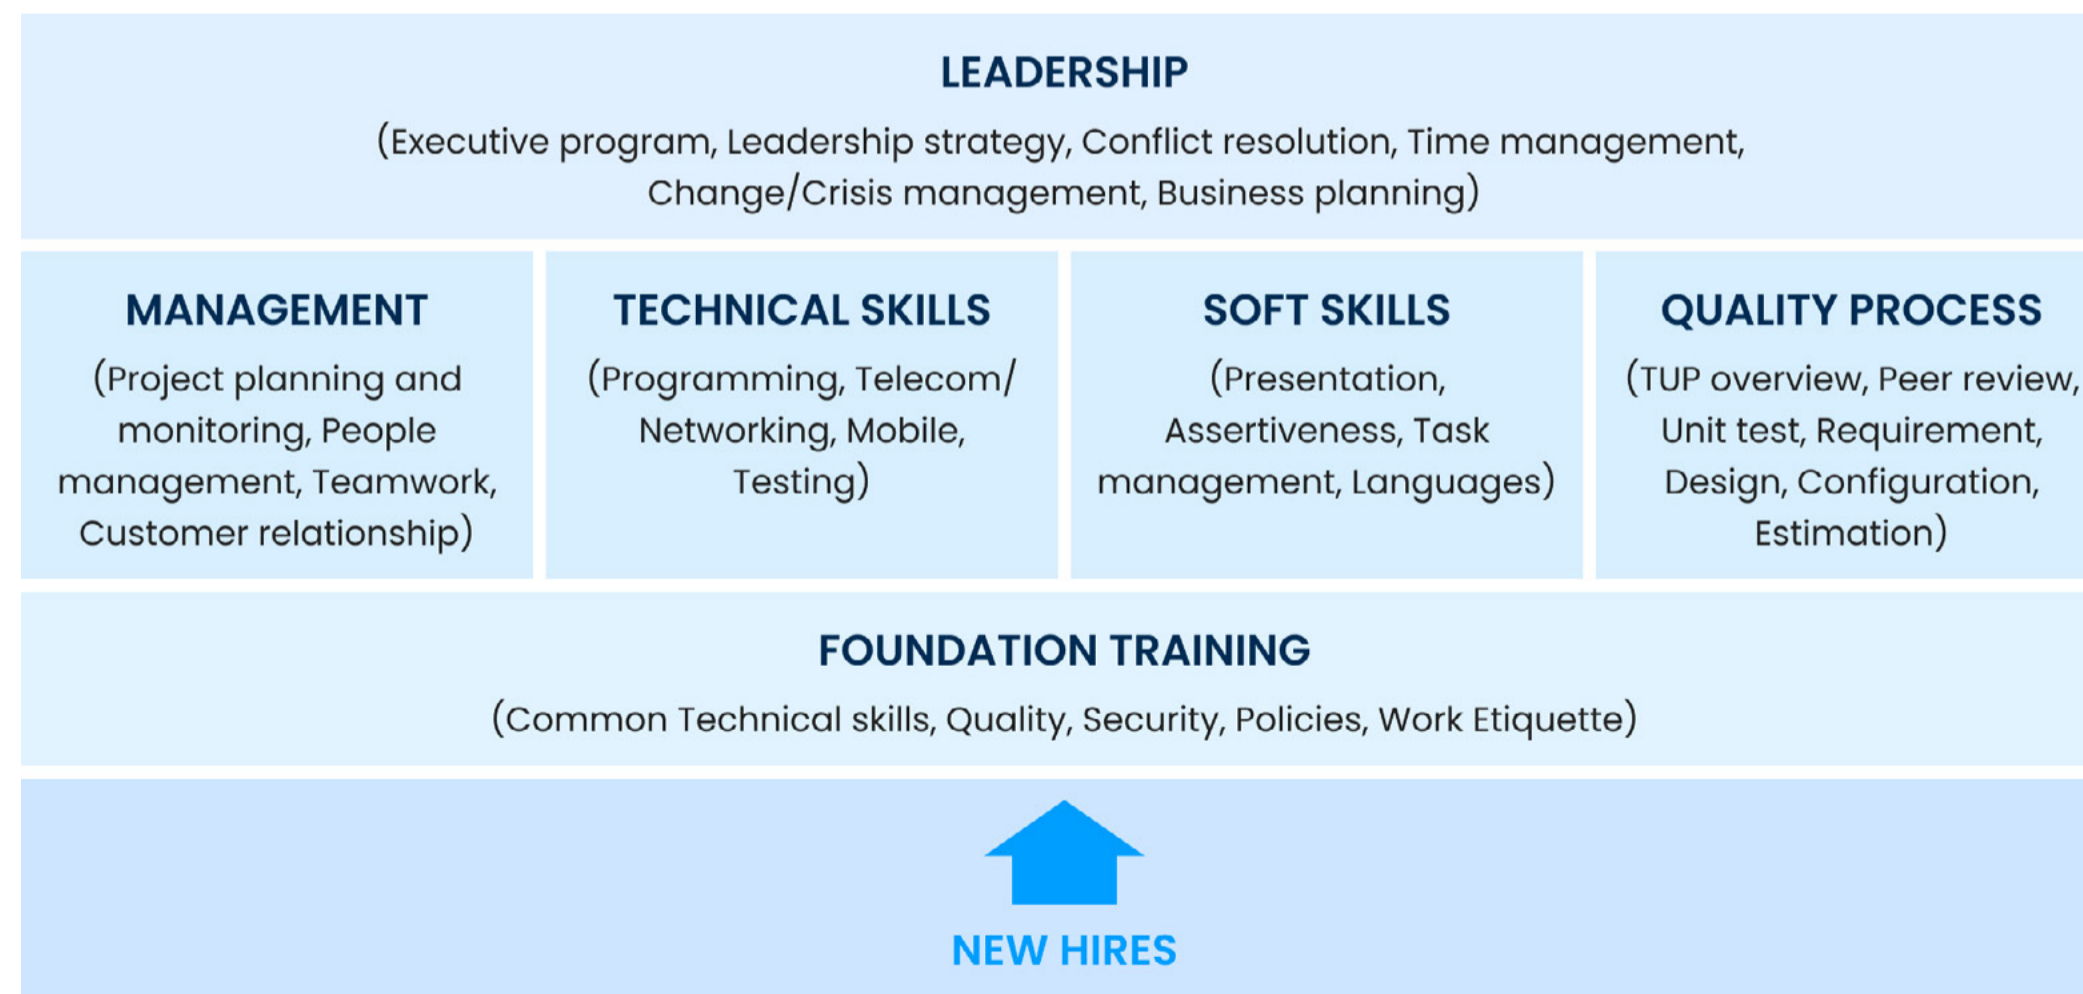 LEADERSHIP
(Executive program, Leadership strategy, Conflict resolution, Time management,
Change/Crisis management, Business planning)
MANAGEMENT
(Project planning and
monitoring, People
management, Teamwork,
Customer relationship)
TECHNICAL SKILLS
(Programming, Telecom/
Networking, Mobile,
Testing)
SOFT SKILLS
(Presentation,
Assertiveness, Task
management, Languages)
QUALITY PROCESS
(TUP overview, Peer review,
Unit test, Requirement,
Design, Configuration,
Estimation)
FOUNDATION TRAINING
(Common Technical skills, Quality, Security, Policies, Work Etiquette)
NEW HIRES